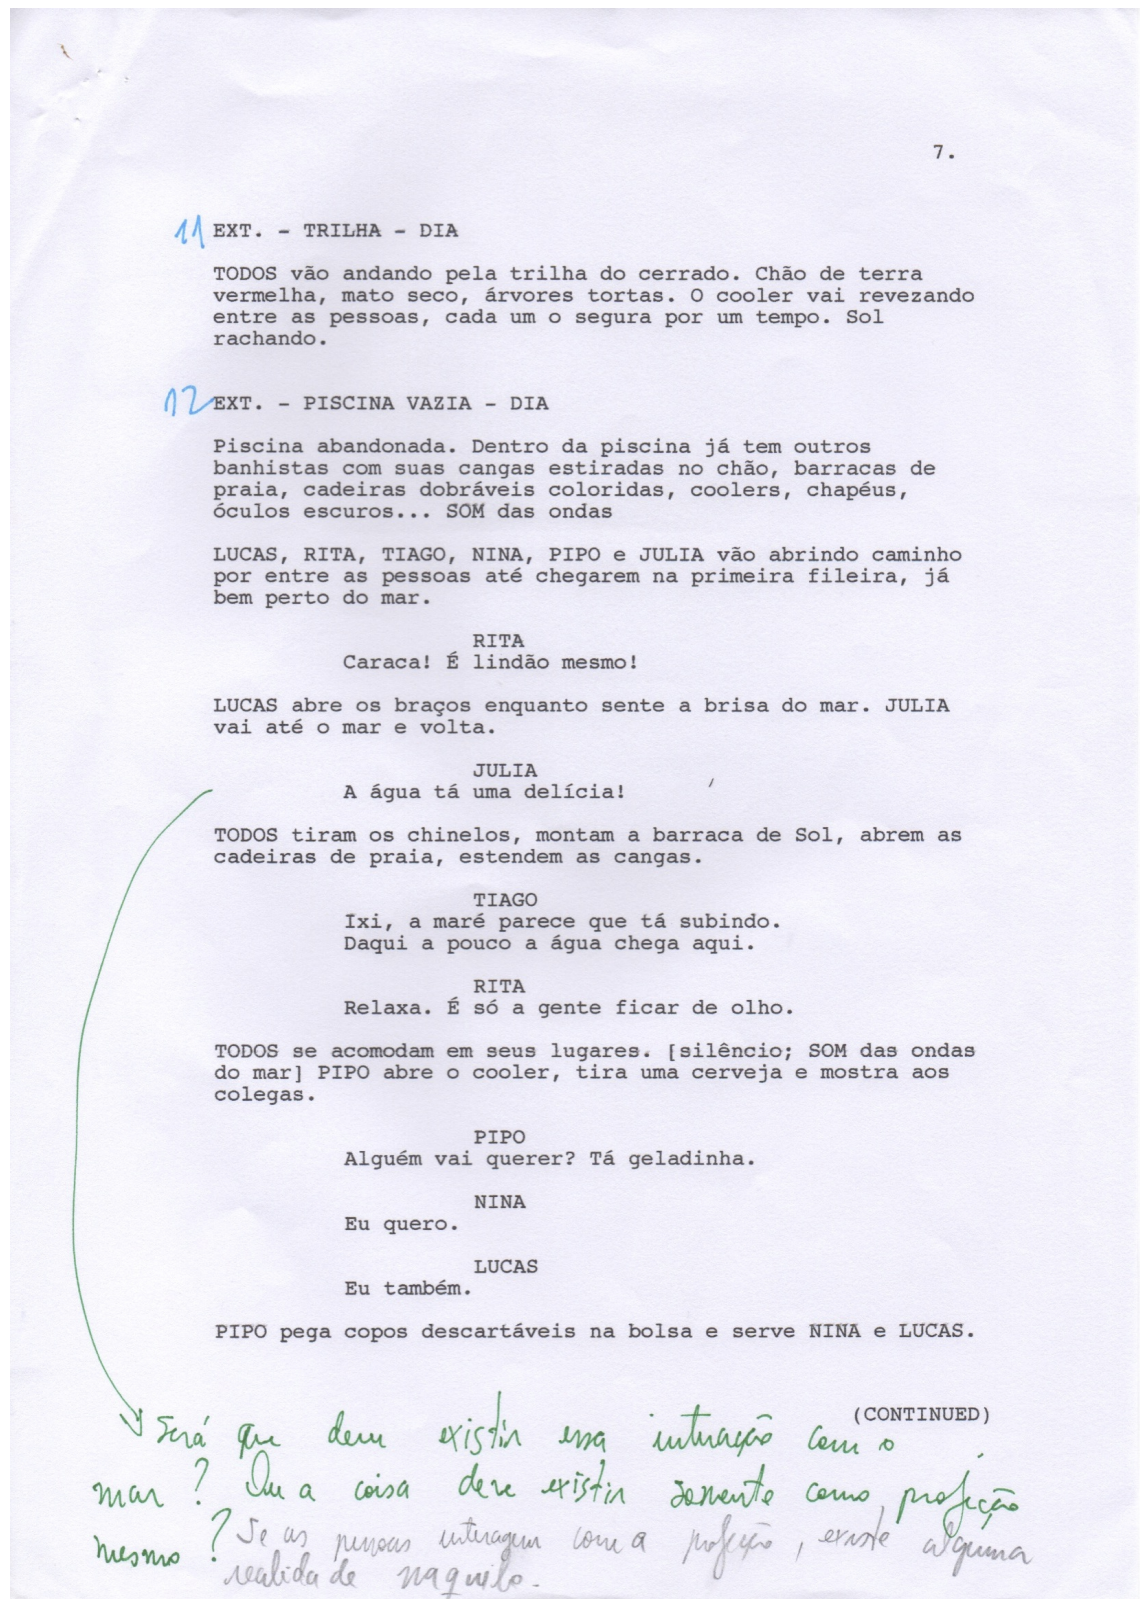 7.
11 EXT. - TRILHA - DIA
TODOS vão andando pela trilha do cerrado. Chão de terra
vermelha, mato seco, árvores tortas. O cooler vai revezando
entre as pessoas, cada um o segura por um tempo. Sol
rachando.
12 EXT. - PISCINA VAZIA - DIA
Piscina abandonada. Dentro da piscina já tem outros
banhistas com suas cangas estiradas no chão, barracas de
praia, cadeiras dobráveis coloridas, coolers, chapéus,
óculos escuros... SOM das ondas
LUCAS, RITA, TIAGO, NINA, PIPO e JULIA vão abrindo caminho
por entre as pessoas até chegarem na primeira fileira, já
bem perto do mar.
RITA
Caraca! É lindão mesmo!
LUCAS abre os braços enquanto sente a brisa do mar. JULIA
vai até o mar e volta.
JULIA
A água tá uma delícia!
TODOS tiram os chinelos, montam a barraca de Sol, abrem as
cadeiras de praia, estendem as cangas.
TIAGO
Ixi, a maré parece que tá subindo.
Daqui a pouco a água chega aqui.
RITA
Relaxa. É só a gente ficar de olho.
TODOS se acomodam em seus lugares. [silêncio; SOM das ondas
do mar] PIPO abre o cooler, tira uma cerveja e mostra aos
colegas.
PIPO
Alguém vai querer? Tá geladinha.
NINA
Eu quero.
LUCAS
Eu também.
PIPO pega copos descartáveis na bolsa e serve NINA e LUCAS.
(CONTINUED)
Será que deve existir essa interação com o
mar? Ou a coisa deve existir somente como projeção
mesmo? Se as pessoas interagem com a projeção, existe alguma
realidade naquilo.